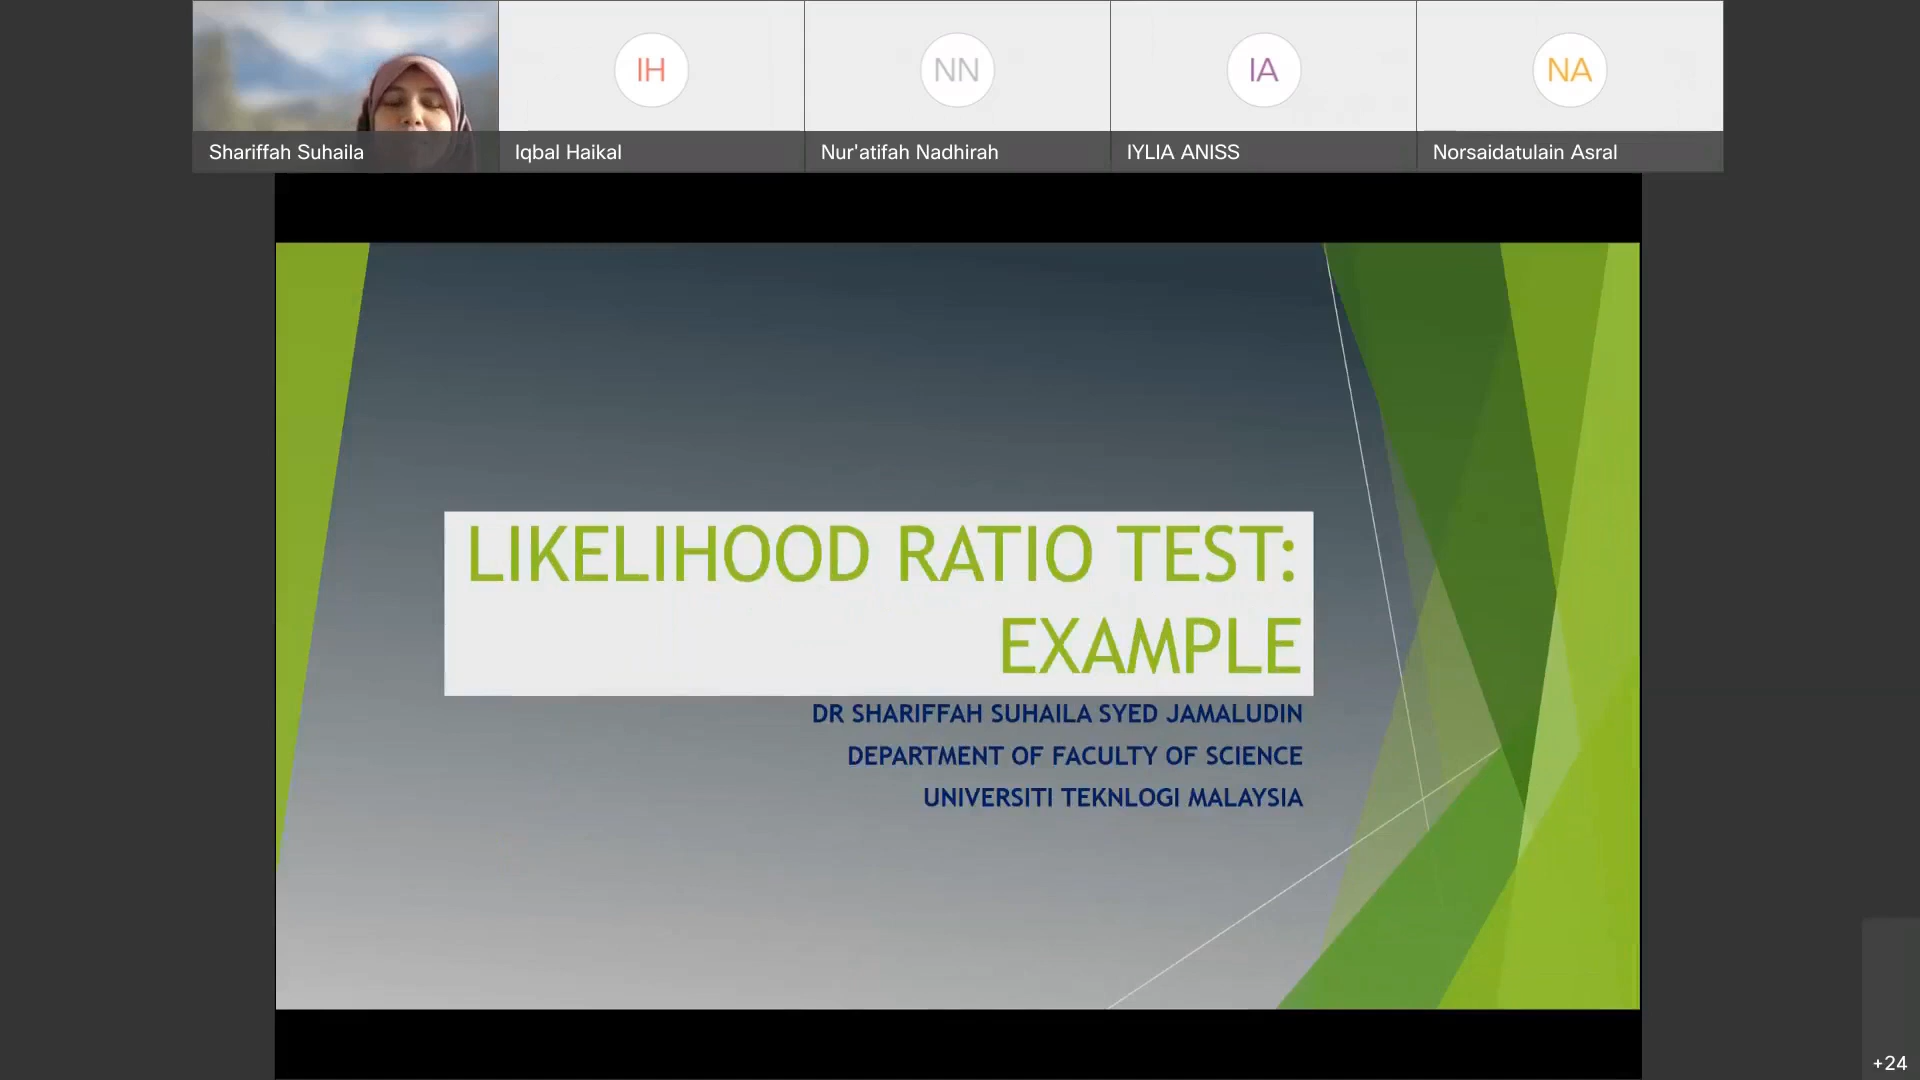 IH
NN
IA
NA
Shariffah Suhaila
Iqbal Haikal
Nur'atifah Nadhirah
IYLIA ANISS
Norsaidatulain Asral
LIKELIHOOD RATIO TEST:
EXAMPLE
DR SHARIFFAH SUHAILA SYED JAMALUDIN
DEPARTMENT OF FACULTY OF SCIENCE
UNIVERSITI TEKNLOGI MALAYSIA
+24